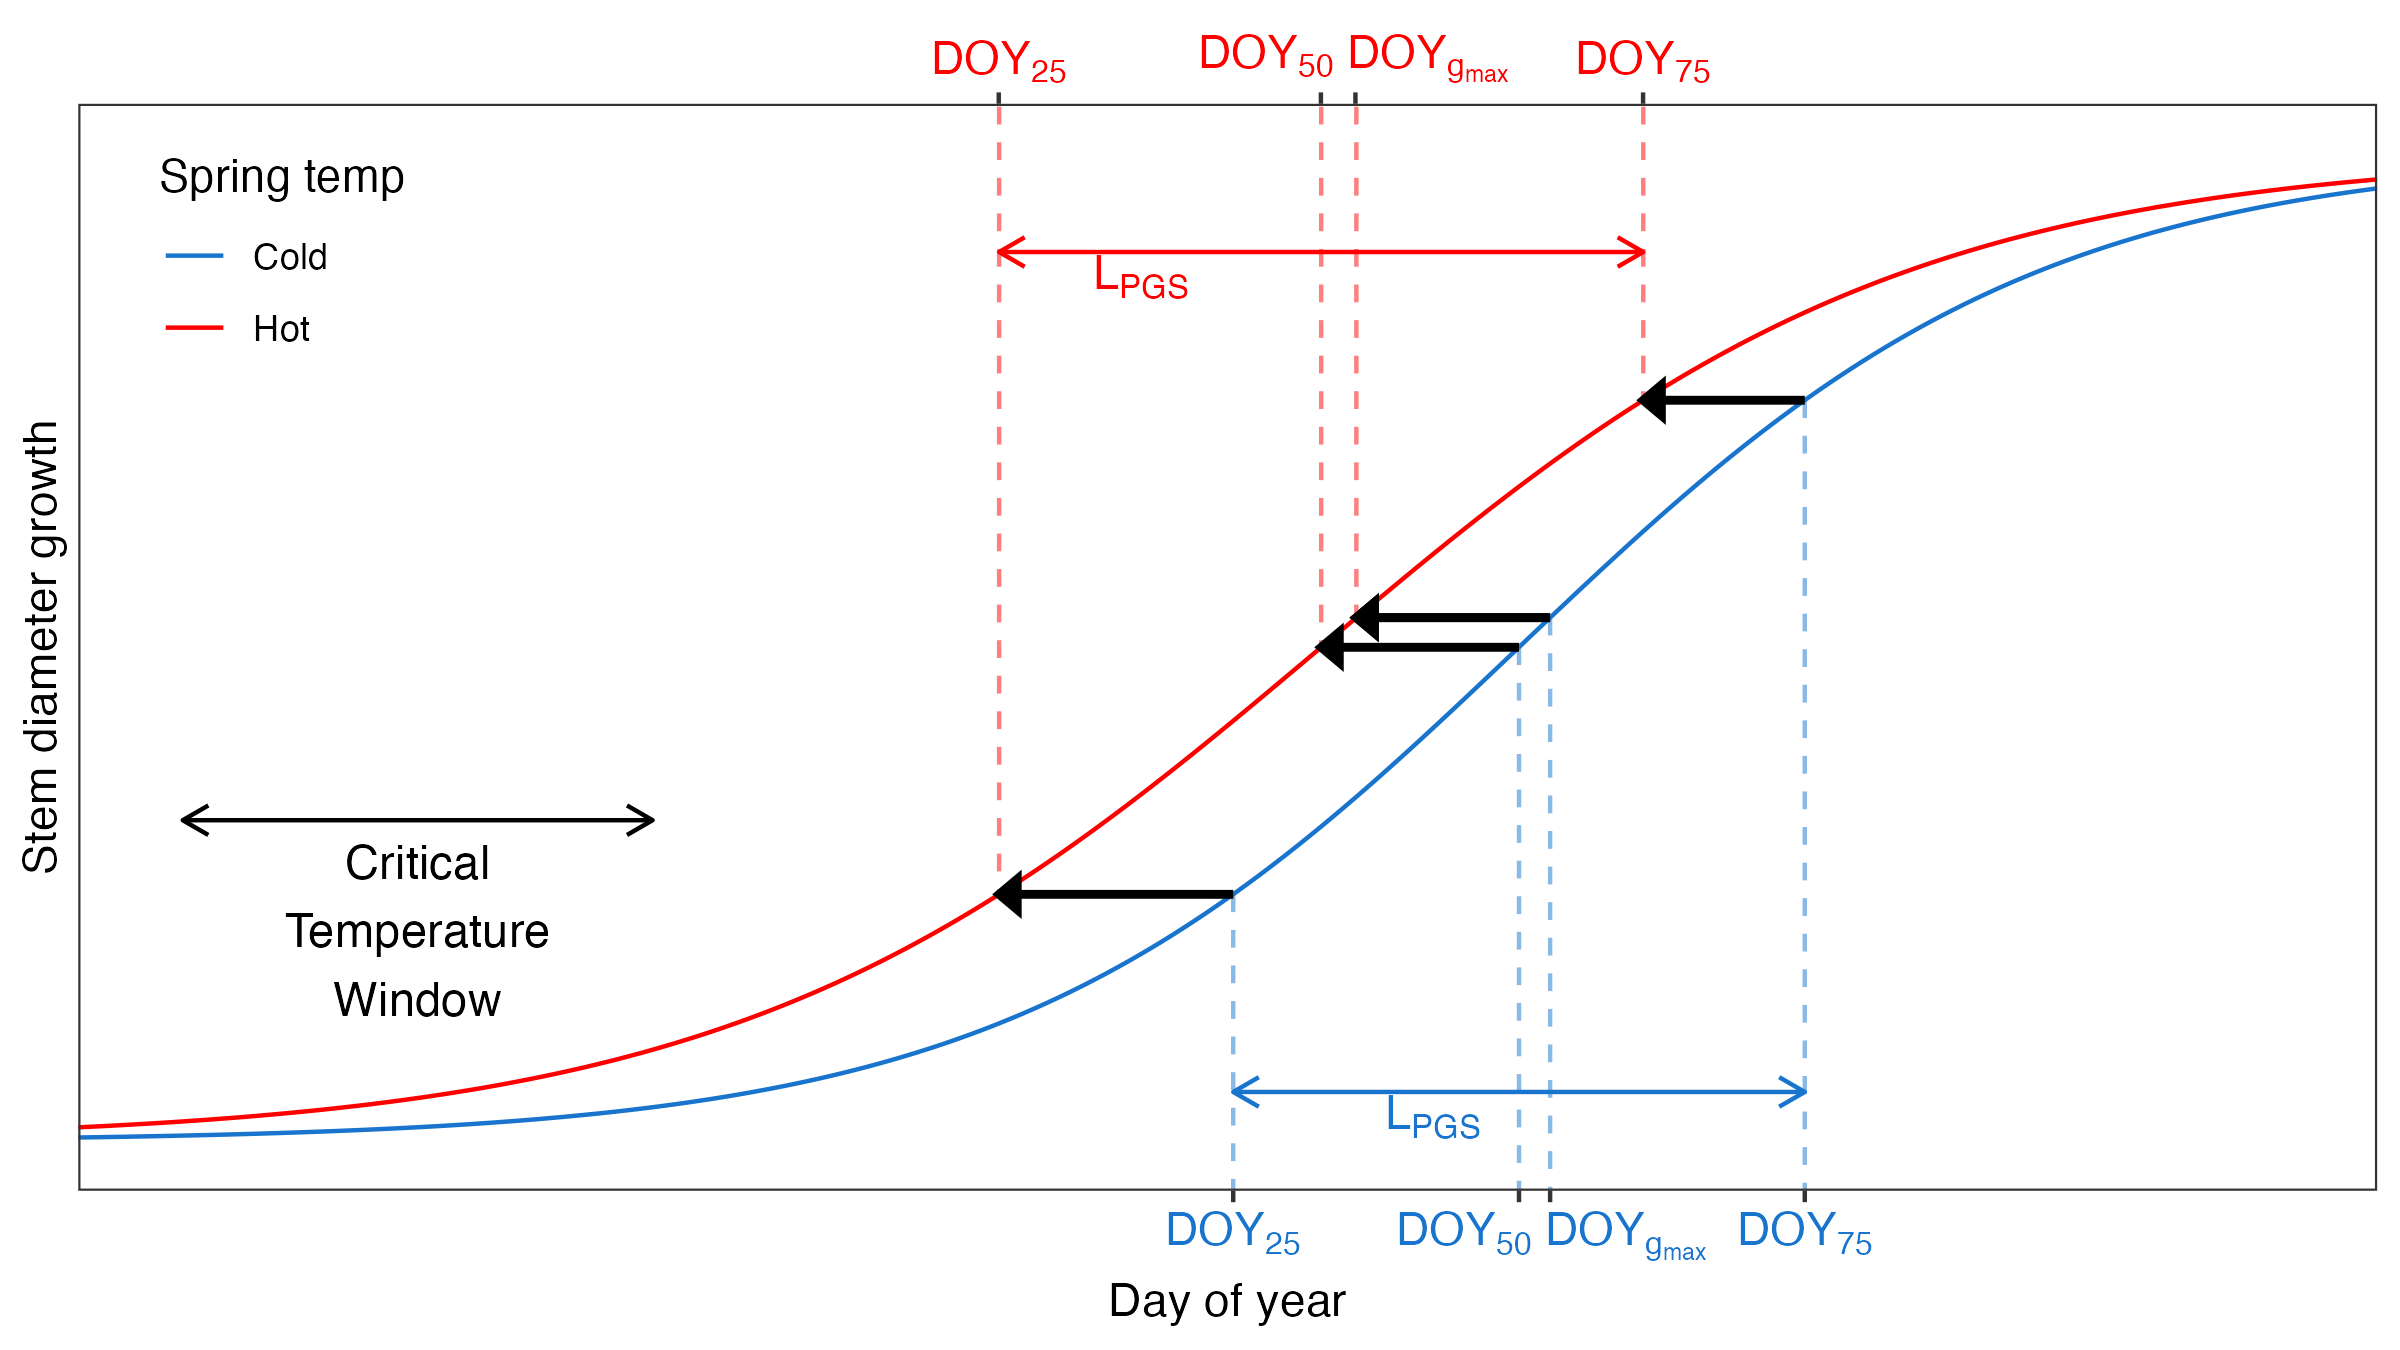 DOY25 DOY50 DOYgmax DOY75
Spring temp
Cold
Hot
LPGS
Stem diameter growth
Critical
Temperature
Window
LPGS
DOY25 DOY50 DOYgmax DOY75
Day of year